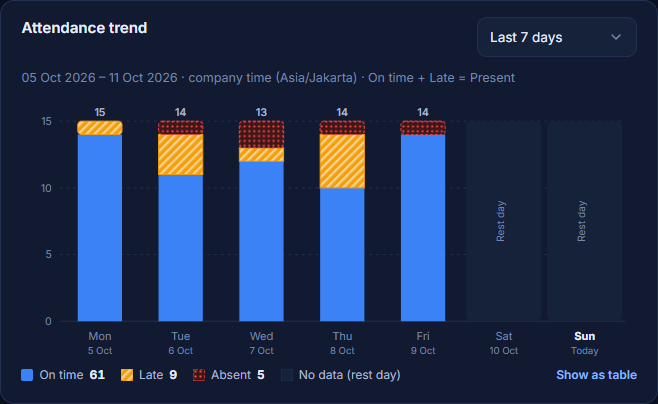 Attendance trend
Last 7 days
05 Oct 2026 – 11 Oct 2026 · company time (Asia/Jakarta) · On time + Late = Present
15 14 13 14 14
15
10
5
0
Rest day
Rest day
Mon Tue Wed Thu Fri Sat Sun
5 Oct 6 Oct 7 Oct 8 Oct 9 Oct 10 Oct Today
On time 61 Late 9 Absent 5 No data (rest day) Show as table